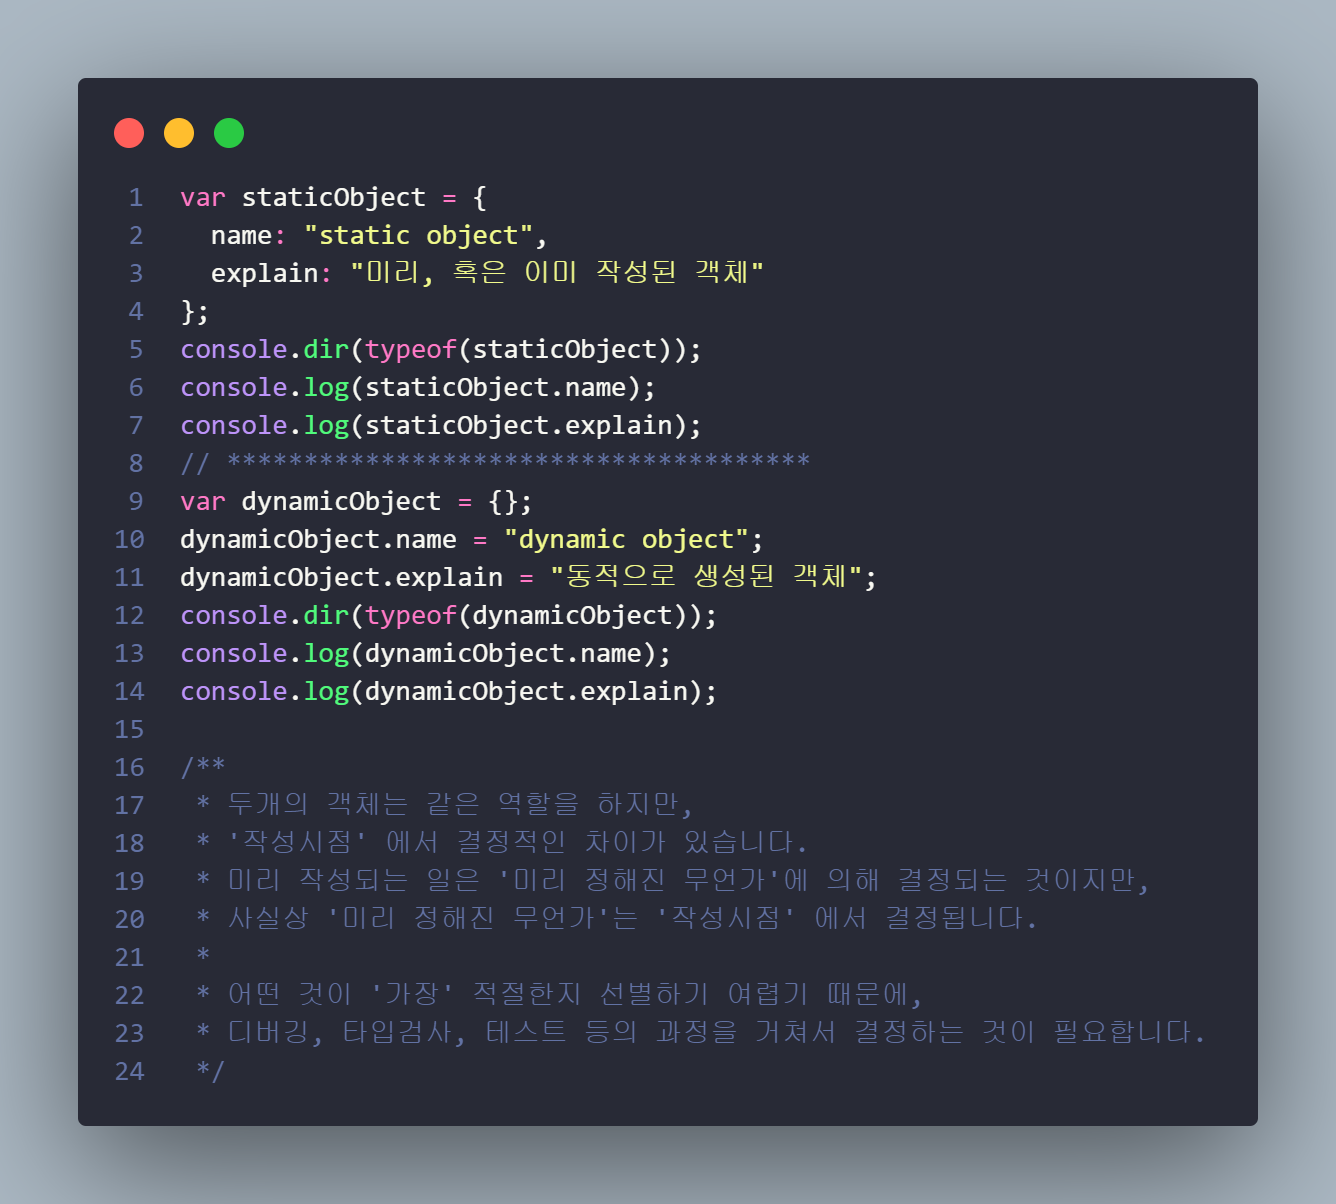 1 var staticObject = {
2   name: "static object",
3   explain: "미리, 혹은 이미 작성된 객체"
4 };
5 console.dir(typeof(staticObject));
6 console.log(staticObject.name);
7 console.log(staticObject.explain);
8 // **************************************
9 var dynamicObject = {};
10 dynamicObject.name = "dynamic object";
11 dynamicObject.explain = "동적으로 생성된 객체";
12 console.dir(typeof(dynamicObject));
13 console.log(dynamicObject.name);
14 console.log(dynamicObject.explain);
15
16 /**
17  * 두개의 객체는 같은 역할을 하지만,
18  * '작성시점' 에서 결정적인 차이가 있습니다.
19  * 미리 작성되는 일은 '미리 정해진 무언가'에 의해 결정되는 것이지만,
20  * 사실상 '미리 정해진 무언가'는 '작성시점' 에서 결정됩니다.
21  *
22  * 어떤 것이 '가장' 적절한지 선별하기 여렵기 때문에,
23  * 디버깅, 타입검사, 테스트 등의 과정을 거쳐서 결정하는 것이 필요합니다.
24  */